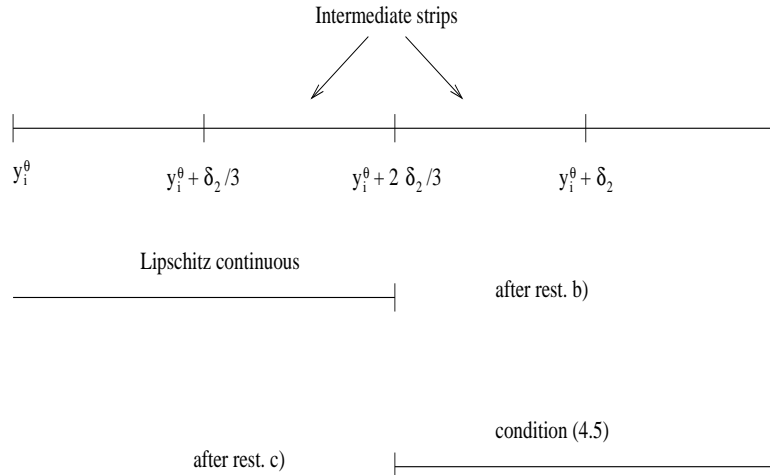 Intermediate strips
y_i^θ y_i^θ + δ_2 /3 y_i^θ + 2 δ_2 /3 y_i^θ + δ_2
Lipschitz continuous
after rest. b)
condition (4.5)
after rest. c)